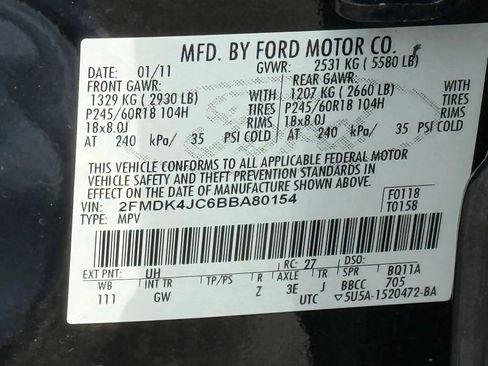 MFD. BY FORD MOTOR CO.
DATE: 01/11 GVWR: 2531 KG ( 5580 LB)
FRONT GAWR: REAR GAWR:
1329 KG ( 2930 LB) 1207 KG ( 2660 LB)
P245/60R18 104H TIRES P245/60R18 104H
18x8.0J RIMS 18x8.0J
AT 240 kPa/ 35 PSI COLD AT 240 kPa/ 35 PSI COLD
THIS VEHICLE CONFORMS TO ALL APPLICABLE FEDERAL MOTOR
VEHICLE SAFETY AND THEFT PREVENTION STANDARDS IN
EFFECT ON THE DATE OF MANUFACTURE SHOWN ABOVE.
VIN: 2FMDK4JC6BBA80154 F0118
TYPE: MPV T0158
EXT PNT: UH RC: 27 DSO:
WB INT TR TP/PS R AXLE TR SPR BQ11A
111 GW Z 3E J BBCC 705
UTC ▽5U5A-1520472-BA